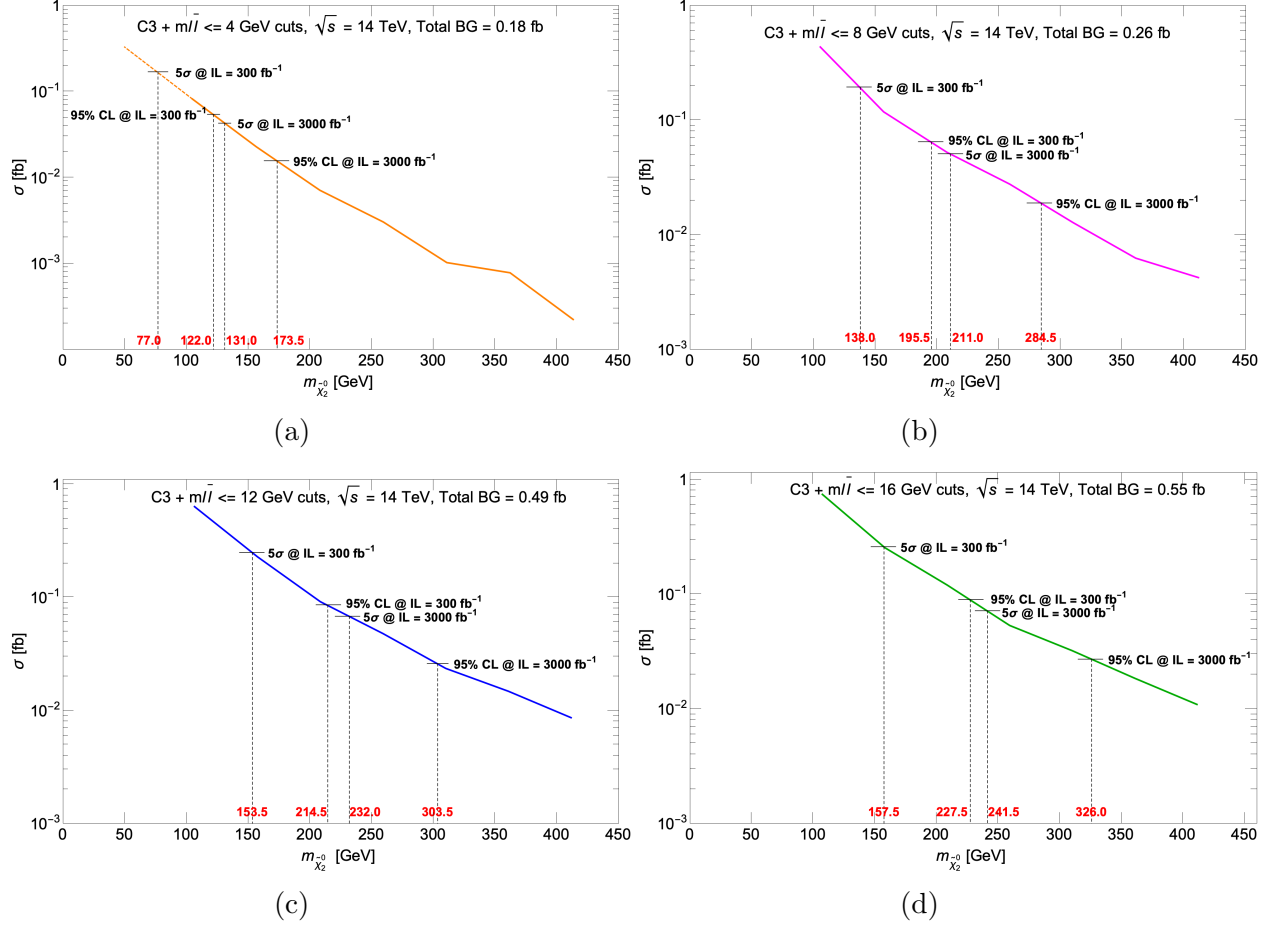 C3 + ml l̄ <= 4 GeV cuts, √s = 14 TeV, Total BG = 0.18 fb
1
10⁻¹
10⁻²
10⁻³
σ [fb]
5σ @ IL = 300 fb⁻¹
95% CL @ IL = 300 fb⁻¹
5σ @ IL = 3000 fb⁻¹
95% CL @ IL = 3000 fb⁻¹
77.0 122.0 131.0 173.5
0 50 100 150 200 250 300 350 400 450
m_χ̃₂⁰ [GeV]
(a)
C3 + ml l̄ <= 8 GeV cuts, √s = 14 TeV, Total BG = 0.26 fb
1
10⁻¹
10⁻²
10⁻³
σ [fb]
5σ @ IL = 300 fb⁻¹
95% CL @ IL = 300 fb⁻¹
5σ @ IL = 3000 fb⁻¹
95% CL @ IL = 3000 fb⁻¹
138.0 195.5 211.0 284.5
0 50 100 150 200 250 300 350 400 450
m_χ̃₂⁰ [GeV]
(b)
C3 + ml l̄ <= 12 GeV cuts, √s = 14 TeV, Total BG = 0.49 fb
1
10⁻¹
10⁻²
10⁻³
σ [fb]
5σ @ IL = 300 fb⁻¹
95% CL @ IL = 300 fb⁻¹
5σ @ IL = 3000 fb⁻¹
95% CL @ IL = 3000 fb⁻¹
153.5 214.5 232.0 303.5
0 50 100 150 200 250 300 350 400 450
m_χ̃₂⁰ [GeV]
(c)
C3 + ml l̄ <= 16 GeV cuts, √s = 14 TeV, Total BG = 0.55 fb
1
10⁻¹
10⁻²
10⁻³
σ [fb]
5σ @ IL = 300 fb⁻¹
95% CL @ IL = 300 fb⁻¹
5σ @ IL = 3000 fb⁻¹
95% CL @ IL = 3000 fb⁻¹
157.5 227.5 241.5 326.0
0 50 100 150 200 250 300 350 400 450
m_χ̃₂⁰ [GeV]
(d)